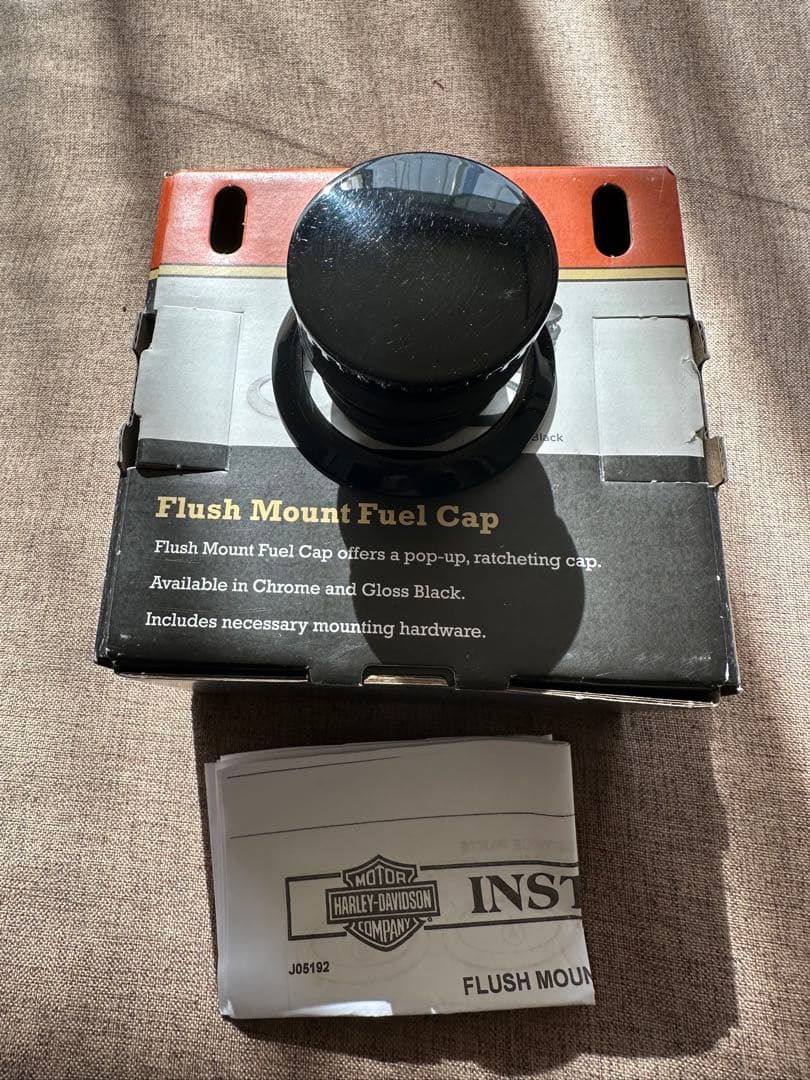 Black
Flush Mount Fuel Cap
Flush Mount Fuel Cap offers a pop-up, ratcheting cap.
Available in Chrome and Gloss Black.
Includes necessary mounting hardware.
MOTOR
HARLEY-DAVIDSON
COMPANY
INST
J05192
FLUSH MOUN